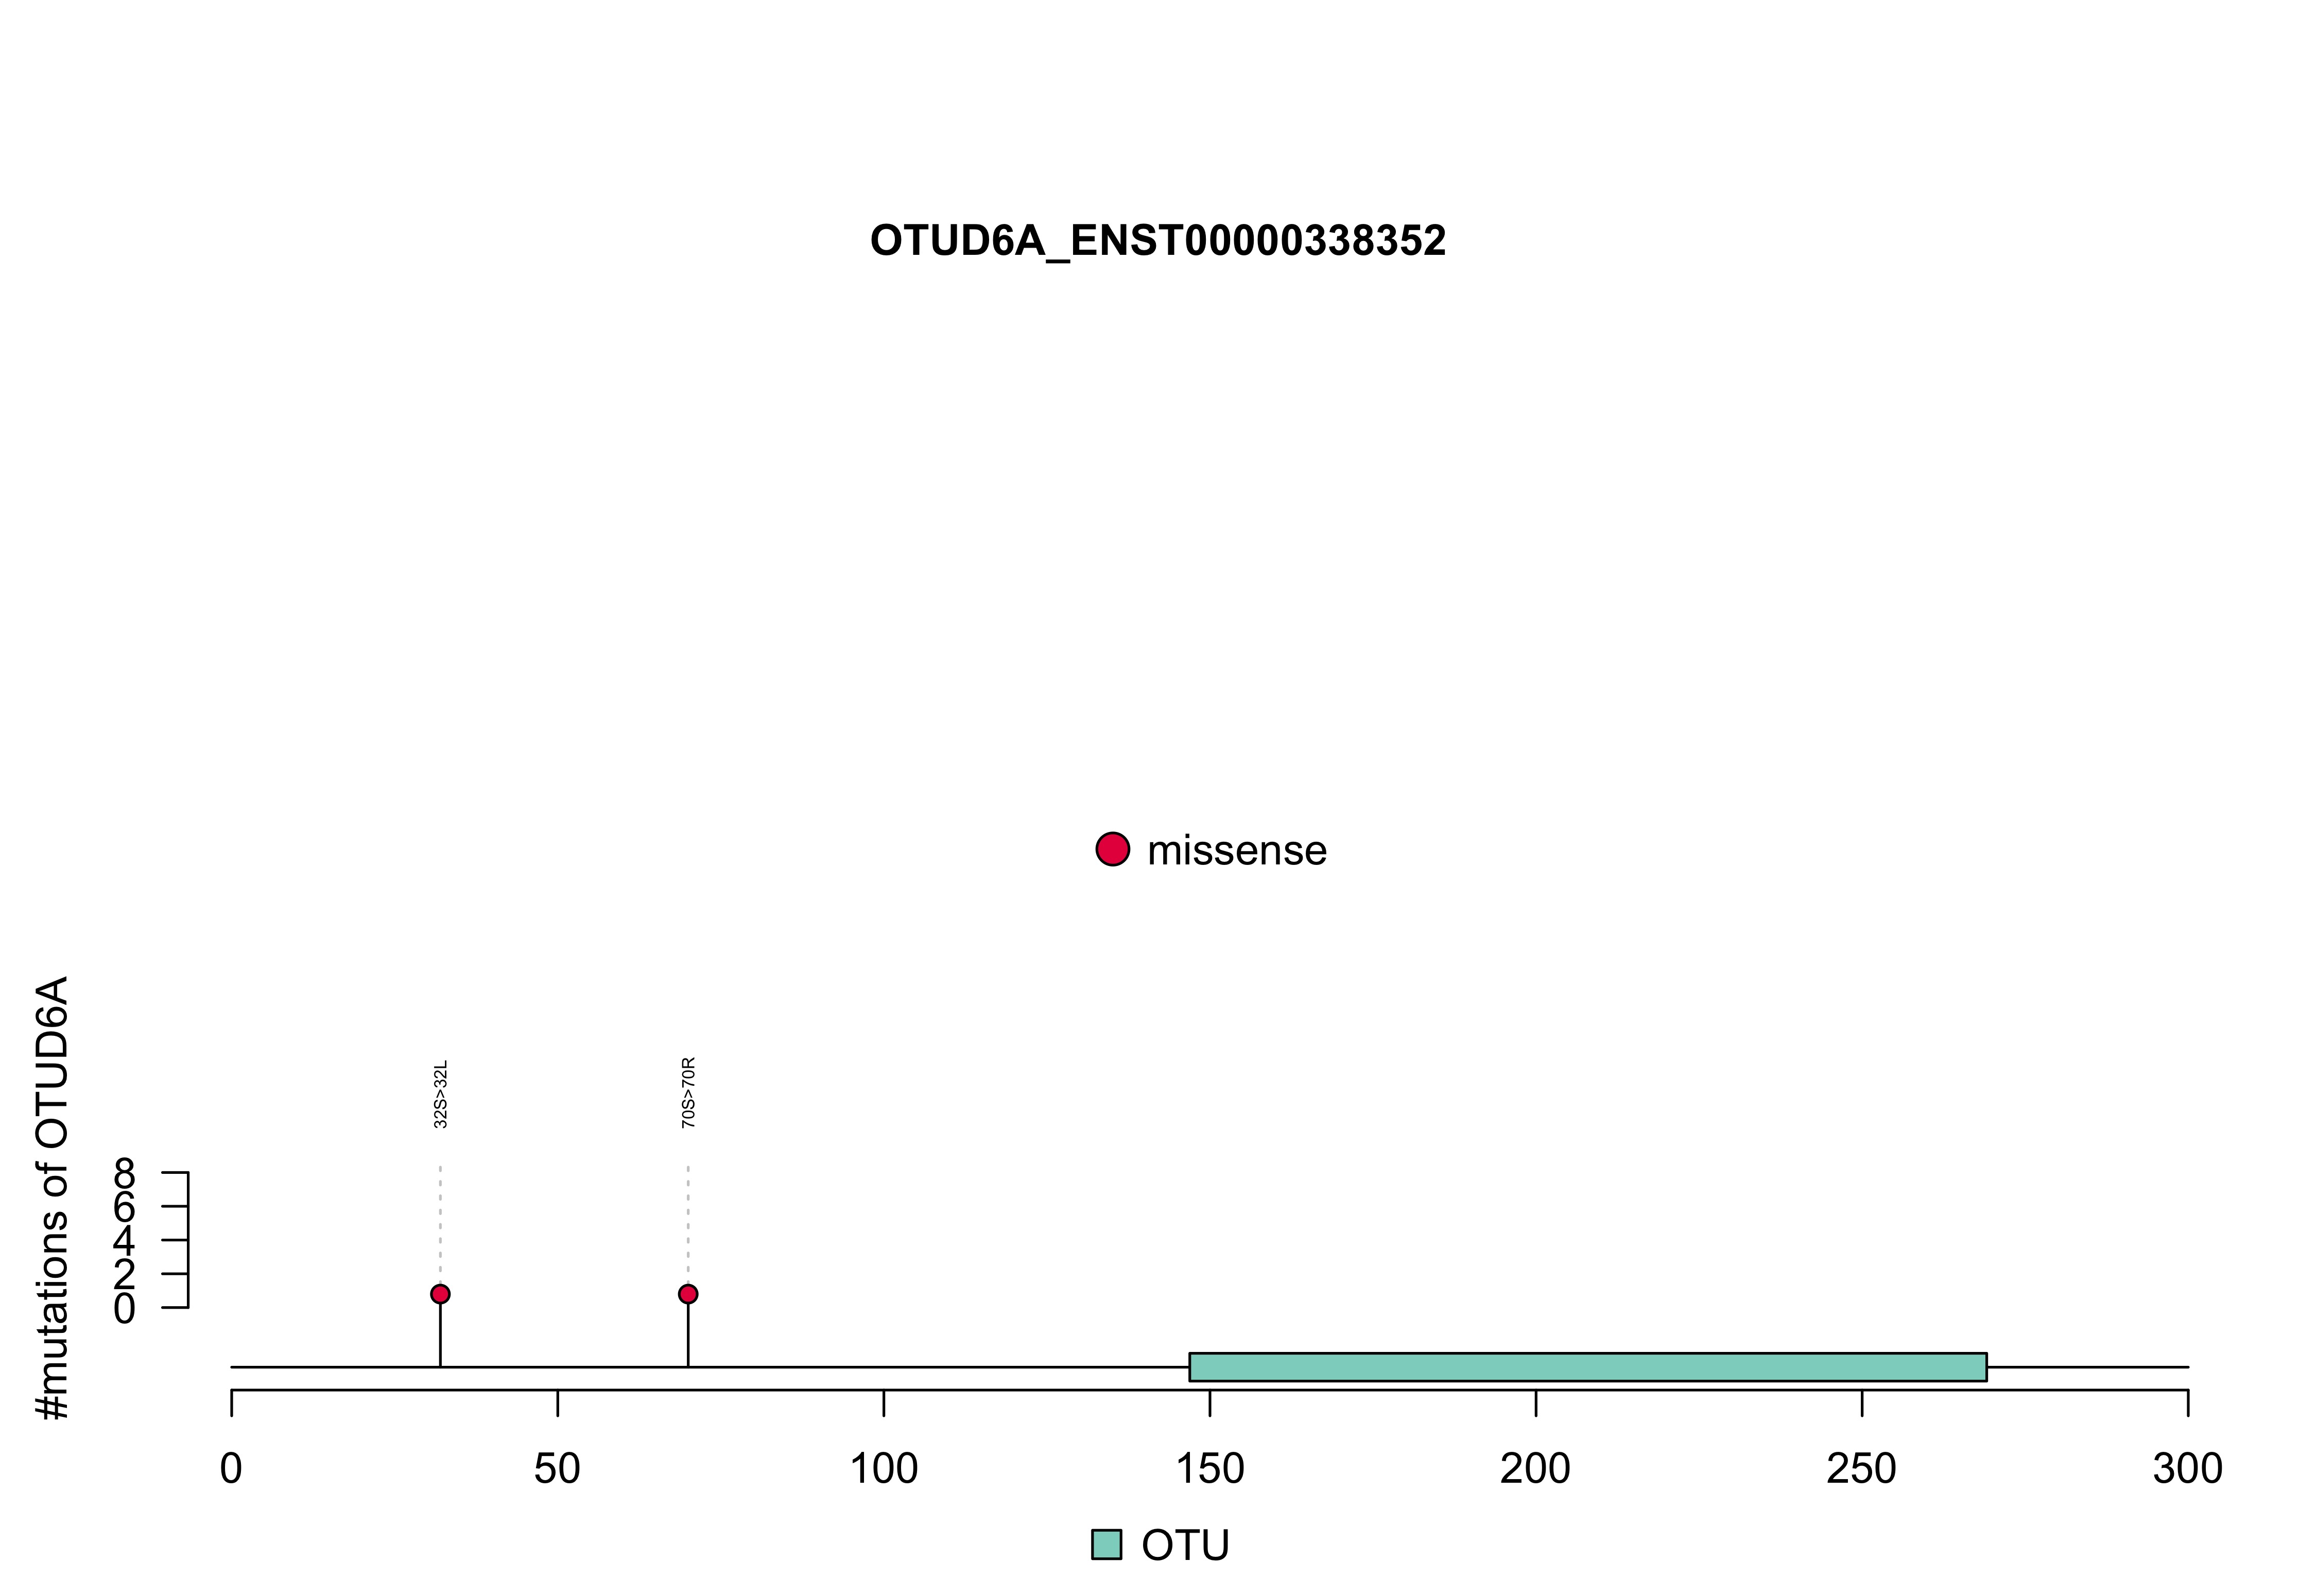 OTUD6A_ENST00000338352
missense
#mutations of OTUD6A
32S>32L
70S>70R
8
6
4
2
0
0 50 100 150 200 250 300
OTU